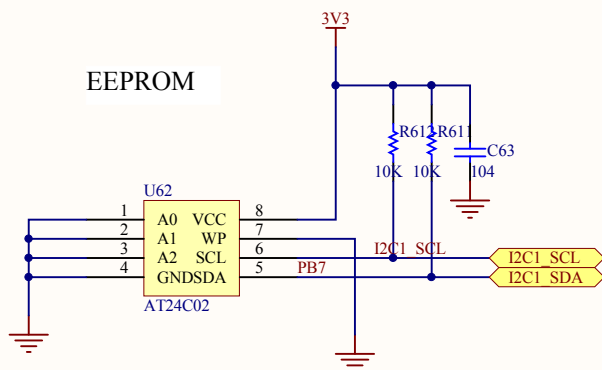 3V3
EEPROM
R612 R611
C63
10K 10K 104
U62
1 A0 VCC 8
2 A1 WP 7
3 A2 SCL 6 I2C1_SCL I2C1_SCL
4 GND SDA 5 PB7 I2C1_SDA
AT24C02